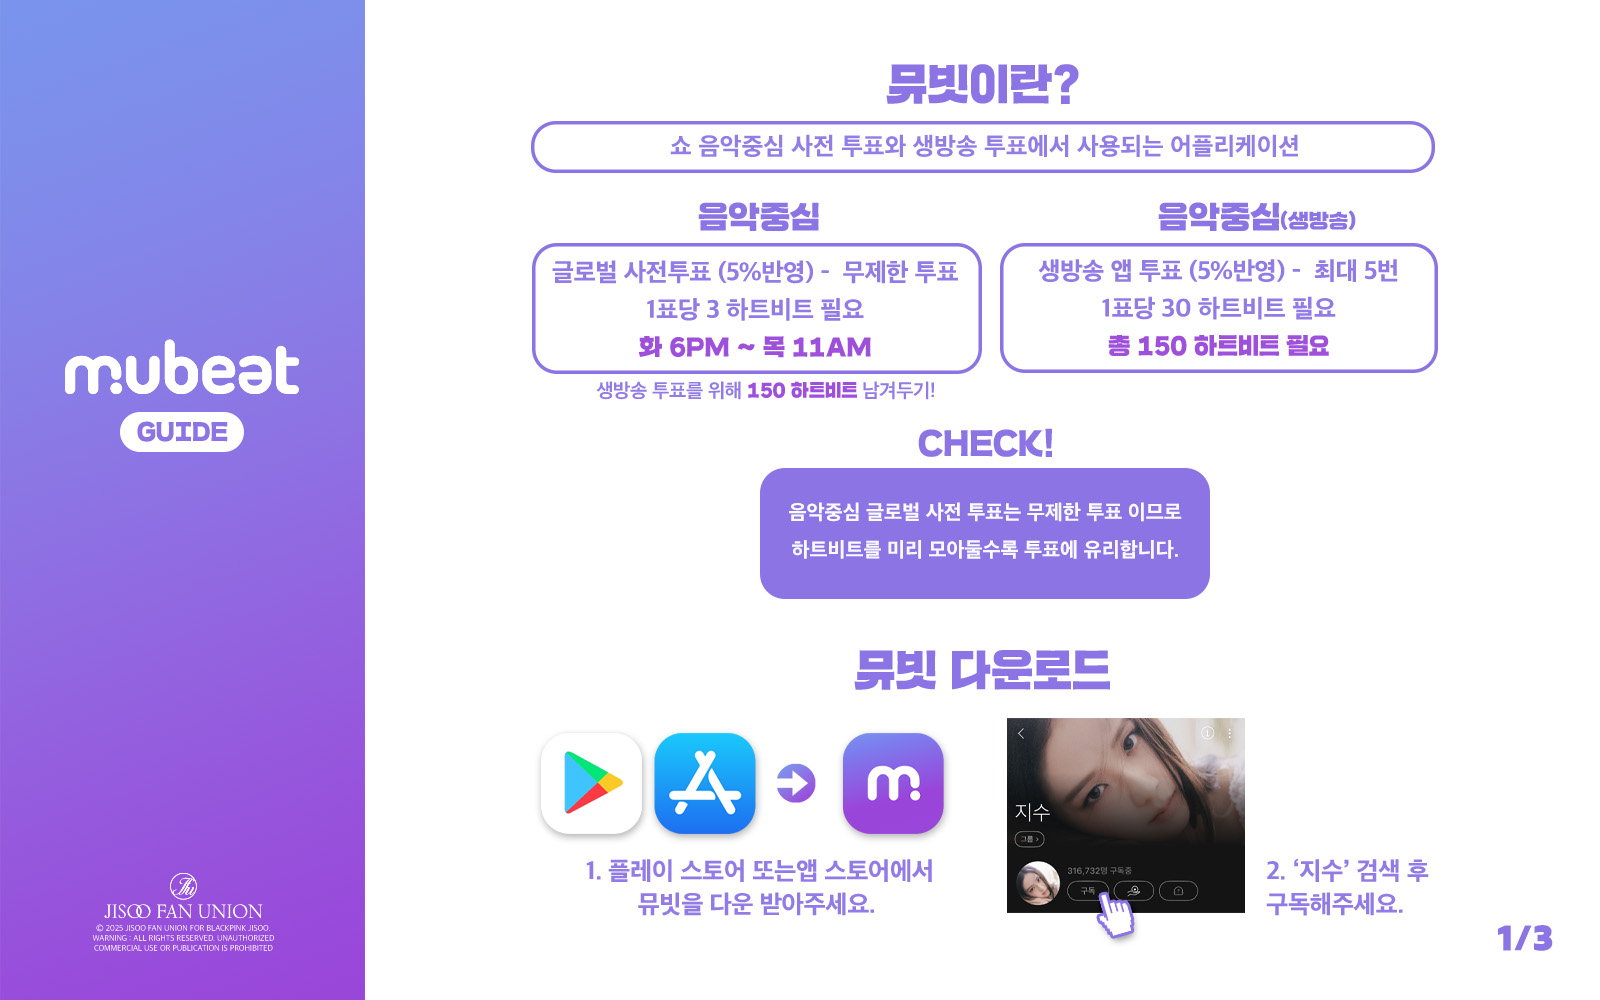 mubeat
GUIDE
JISOO FAN UNION
© 2025 JISOO FAN UNION FOR BLACKPINK JISOO.
WARNING : ALL RIGHTS RESERVED. UNAUTHORIZED
COMMERCIAL USE OR PUBLICATION IS PROHIBITED
뮤빗이란?
쇼 음악중심 사전 투표와 생방송 투표에서 사용되는 어플리케이션
음악중심
글로벌 사전투표 (5%반영) - 무제한 투표
1표당 3 하트비트 필요
화 6PM ~ 목 11AM
생방송 투표를 위해 150 하트비트 남겨두기!
음악중심(생방송)
생방송 앱 투표 (5%반영) - 최대 5번
1표당 30 하트비트 필요
총 150 하트비트 필요
CHECK!
음악중심 글로벌 사전 투표는 무제한 투표 이므로
하트비트를 미리 모아둘수록 투표에 유리합니다.
뮤빗 다운로드
m.
1. 플레이 스토어 또는앱 스토어에서
뮤빗을 다운 받아주세요.
지수
그룹 >
316,732명 구독중
구독
2. ‘지수’ 검색 후
구독해주세요.
1/3